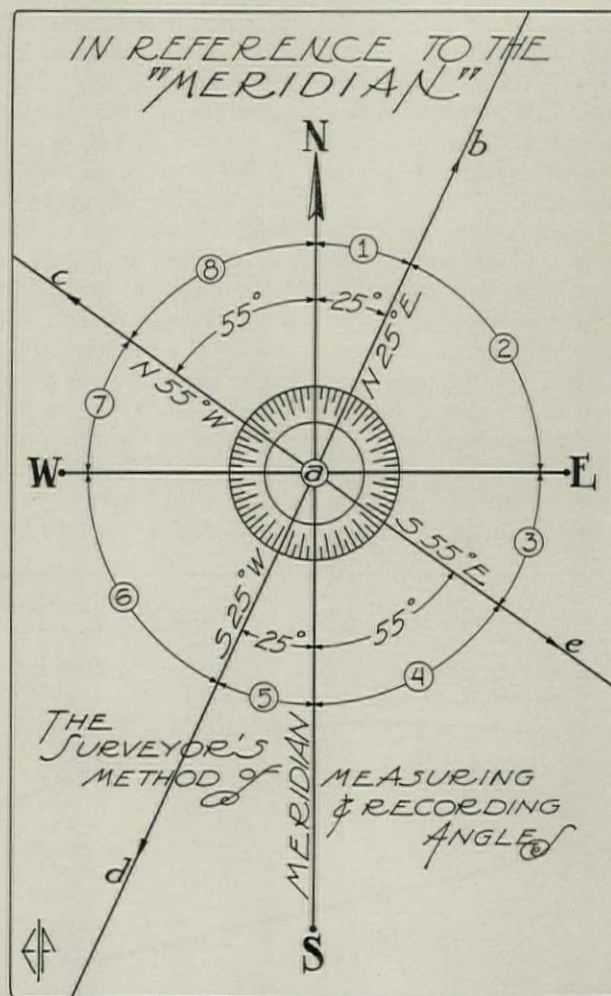 IN REFERENCE TO THE
"MERIDIAN"
N
b
8
1
c
55°
25°
N 25° E
2
N 55° W
7
W
a
E
S 55° E.
3
6
S 25° W
25°
55°
e
5
4
THE
SURVEYOR'S
METHOD OF
MERIDIAN
MEASURING
& RECORDING
ANGLES
d
S